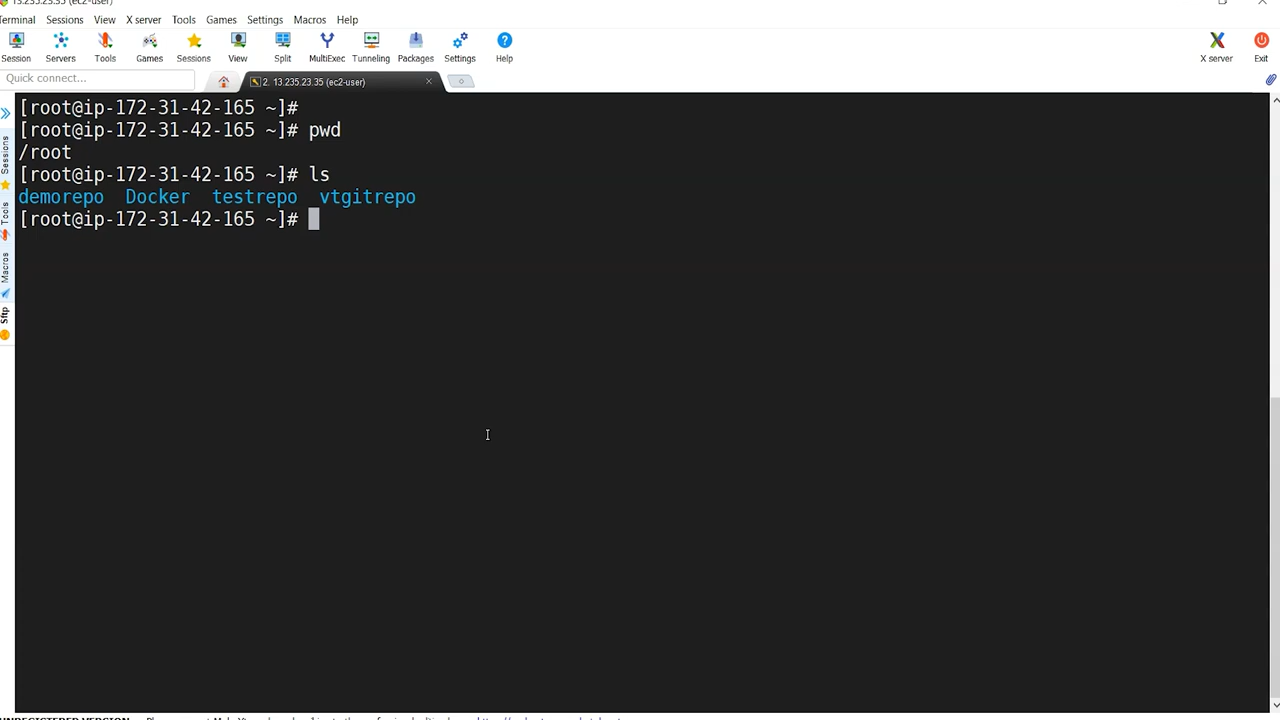 13.235.23.35 (ec2-user)
Terminal Sessions View X server Tools Games Settings Macros Help
Session Servers Tools Games Sessions View Split MultiExec Tunneling Packages Settings Help X server Exit
Quick connect... 2. 13.235.23.35 (ec2-user)
[root@ip-172-31-42-165 ~]#
[root@ip-172-31-42-165 ~]# pwd
/root
[root@ip-172-31-42-165 ~]# ls
demorepo Docker testrepo vtgitrepo
[root@ip-172-31-42-165 ~]#
Sessions
Tools
Macros
Sftp
UNREGISTERED VERSION